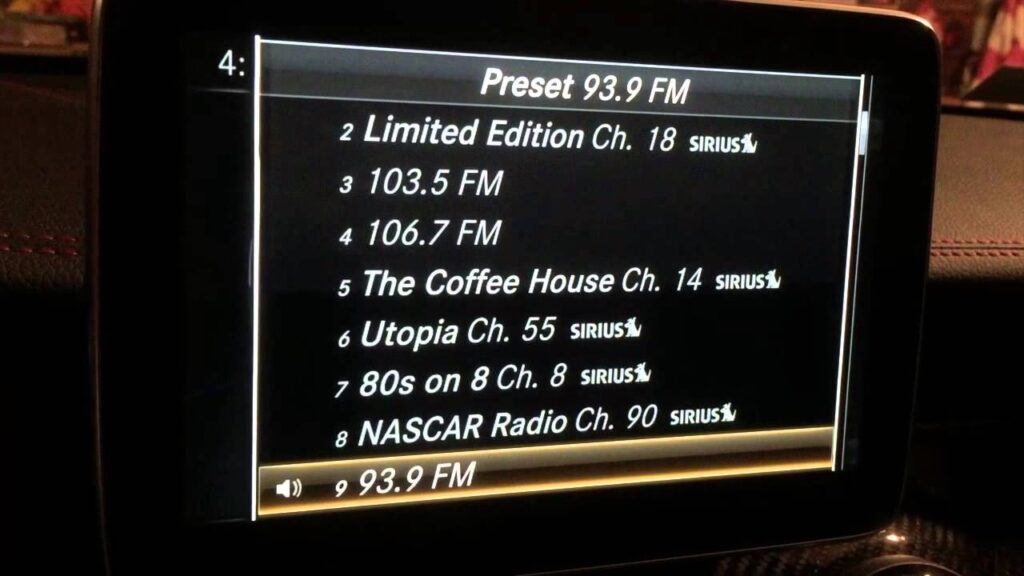 4:
Preset 93.9 FM
2 Limited Edition Ch. 18 SIRIUS
3 103.5 FM
4 106.7 FM
5 The Coffee House Ch. 14 SIRIUS
6 Utopia Ch. 55 SIRIUS
7 80s on 8 Ch. 8 SIRIUS
8 NASCAR Radio Ch. 90 SIRIUS
9 93.9 FM